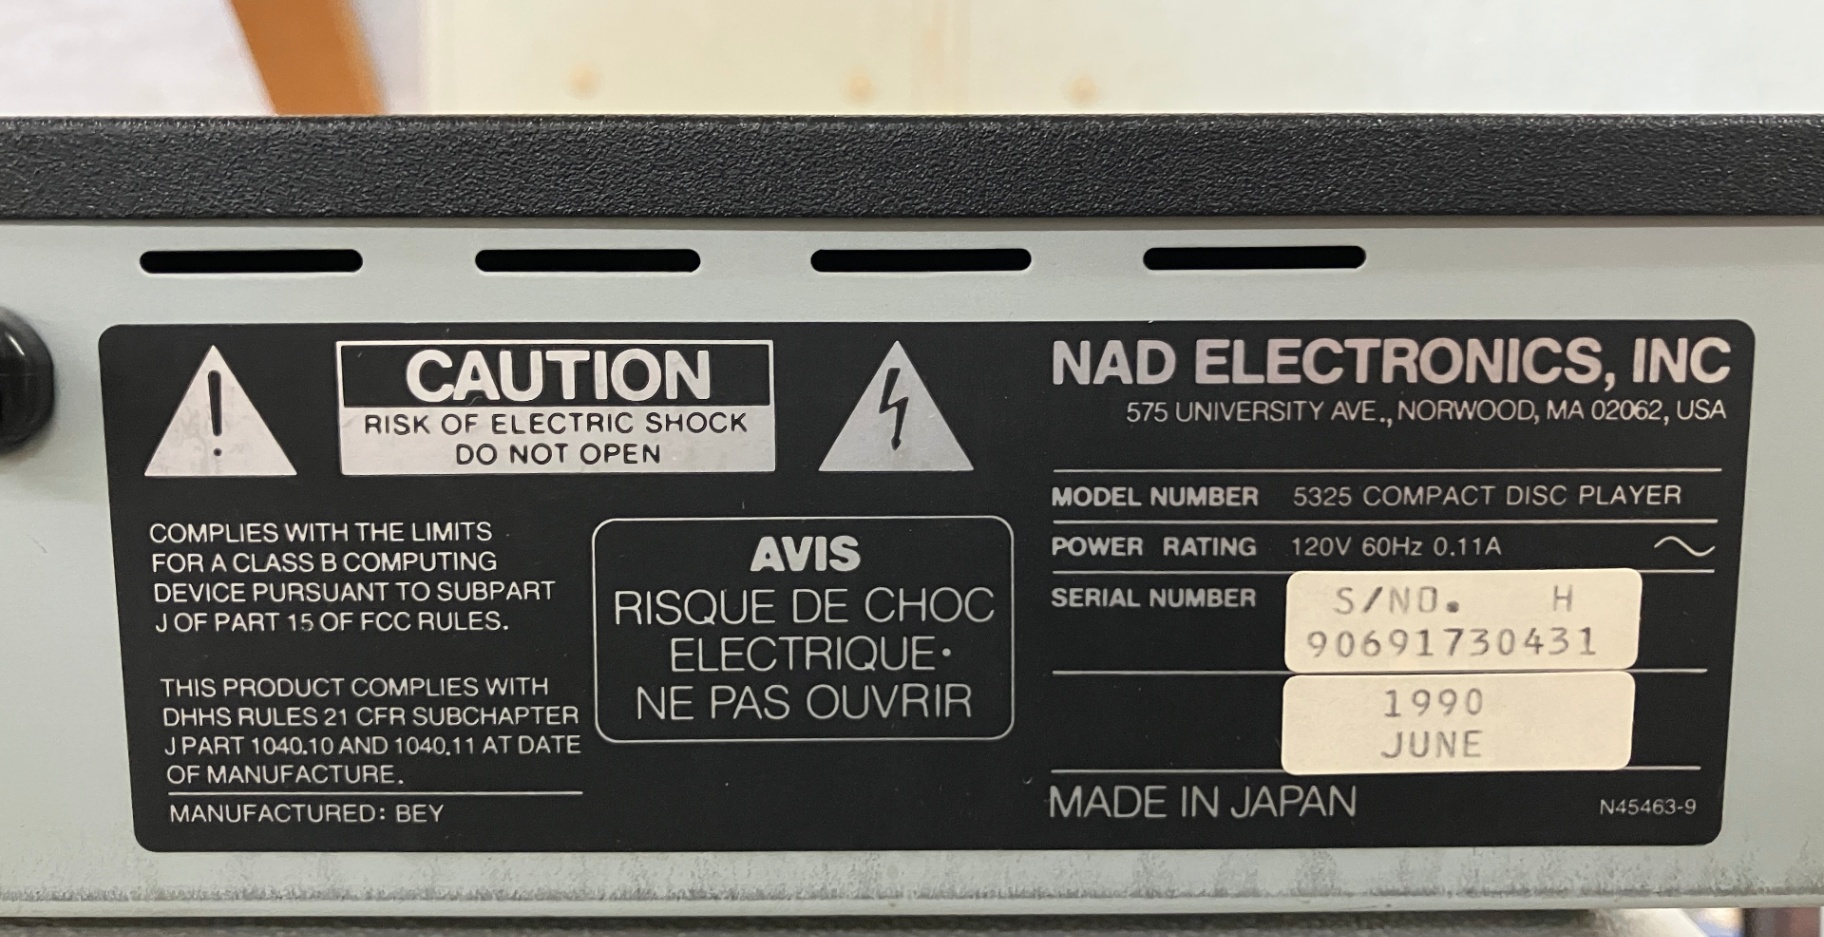 CAUTION
RISK OF ELECTRIC SHOCK
DO NOT OPEN
COMPLIES WITH THE LIMITS
FOR A CLASS B COMPUTING
DEVICE PURSUANT TO SUBPART
J OF PART 15 OF FCC RULES.
THIS PRODUCT COMPLIES WITH
DHHS RULES 21 CFR SUBCHAPTER
J PART 1040.10 AND 1040.11 AT DATE
OF MANUFACTURE.
MANUFACTURED: BEY
AVIS
RISQUE DE CHOC
ELECTRIQUE•
NE PAS OUVRIR
NAD ELECTRONICS, INC
575 UNIVERSITY AVE., NORWOOD, MA 02062, USA
MODEL NUMBER 5325 COMPACT DISC PLAYER
POWER RATING 120V 60Hz 0.11A
SERIAL NUMBER S/NO. H
90691730431
1990
JUNE
MADE IN JAPAN N45463-9